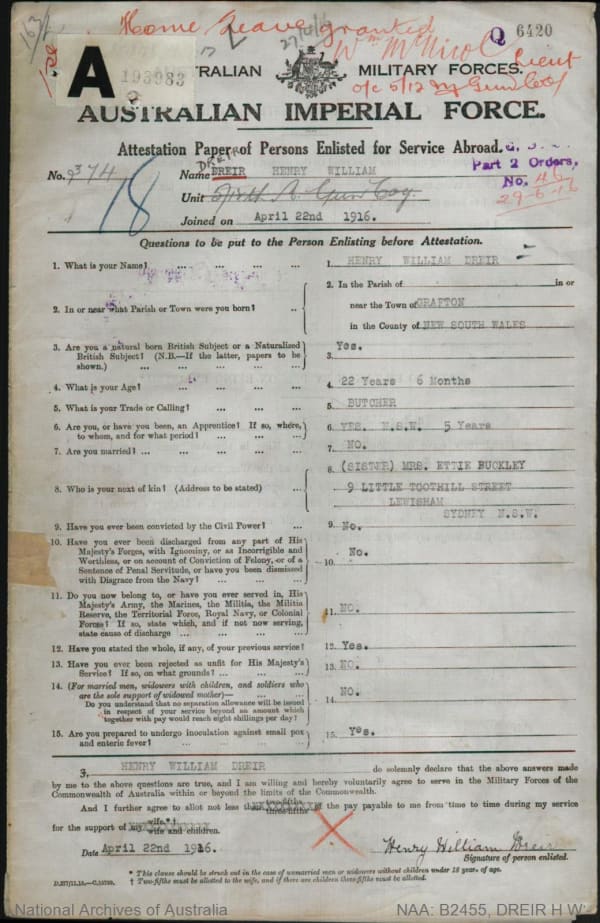 Home Leave granted
27/10/16
Wm McNicol
Lieut
Q 6420
A
193983
AUSTRALIAN MILITARY FORCES.
AUSTRALIAN IMPERIAL FORCE.
Attestation Paper of Persons Enlisted for Service Abroad.
Part 2 Orders,
No. 46
29-6-16
DREIR
No. 374 Name DREIR HENRY WILLIAM
18
Unit
Joined on April 22nd 1916.
Questions to be put to the Person Enlisting before Attestation.
1. What is your Name? ... ... ... ... 1. HENRY WILLIAM DREIR
2. In or near what Parish or Town were you born? .. 2. In the Parish of in or
near the Town of GRAFTON
in the County of NEW SOUTH WALES
3. Are you a natural born British Subject or a Naturalized
British Subject? (N.B.—If the latter, papers to be
shown.) ... ... ... ... ... 3. Yes.
4. What is your Age? ... ... ... ... 4. 22 Years 6 Months
5. What is your Trade or Calling? ... ... ... 5. BUTCHER
6. Are you, or have you been, an Apprentice? If so, where,
to whom, and for what period? ... ... ... 6. YES. N.S.W. 5 Years
7. Are you married? ... ... ... ... ... 7. NO.
8. Who is your next of kin? (Address to be stated) ... 8. (SISTER) MRS. ETTIE BUCKLEY
9 LITTLE TOOTHILL STREET
LEWISHAM
SYDNEY N.S.W.
9. Have you ever been convicted by the Civil Power? ... 9. No.
10. Have you ever been discharged from any part of His
Majesty's Forces, with Ignominy, or as Incorrigible and
Worthless, or on account of Conviction of Felony, or of a
Sentence of Penal Servitude, or have you been dismissed
with Disgrace from the Navy? ... ... ... 10. No.
11. Do you now belong to, or have you ever served in, His
Majesty's Army, the Marines, the Militia, the Militia
Reserve, the Territorial Force, Royal Navy, or Colonial
Forces? If so, state which, and if not now serving,
state cause of discharge ... ... ... ... 11. NO.
12. Have you stated the whole, if any, of your previous service? 12. Yes.
13. Have you ever been rejected as unfit for His Majesty's
Service? If so, on what grounds? ... ... ... 13. NO.
14. (For married men, widowers with children, and soldiers who
are the sole support of widowed mother)—
Do you understand that no separation allowance will be issued
in respect of your service beyond an amount which
together with pay would reach eight shillings per day? 14. NO.
15. Are you prepared to undergo inoculation against small pox
and enteric fever? ... ... ... ... 15. Yes.
I, HENRY WILLIAM DREIR do solemnly declare that the above answers made
by me to the above questions are true, and I am willing and hereby voluntarily agree to serve in the Military Forces of the
Commonwealth of Australia within or beyond the limits of the Commonwealth.
And I further agree to allot not less than two-fifths
three-fifths of the pay payable to me from time to time during my service
for the support of my wife.*†
wife and children.
Date April 22nd 1916. Henry William Dreir
Signature of person enlisted.
* This clause should be struck out in the case of unmarried men or widowers without children under 18 years of age.
† Two-fifths must be allotted to the wife, and if there are children three-fifths must be allotted.
National Archives of Australia NAA: B2455, DREIR H W